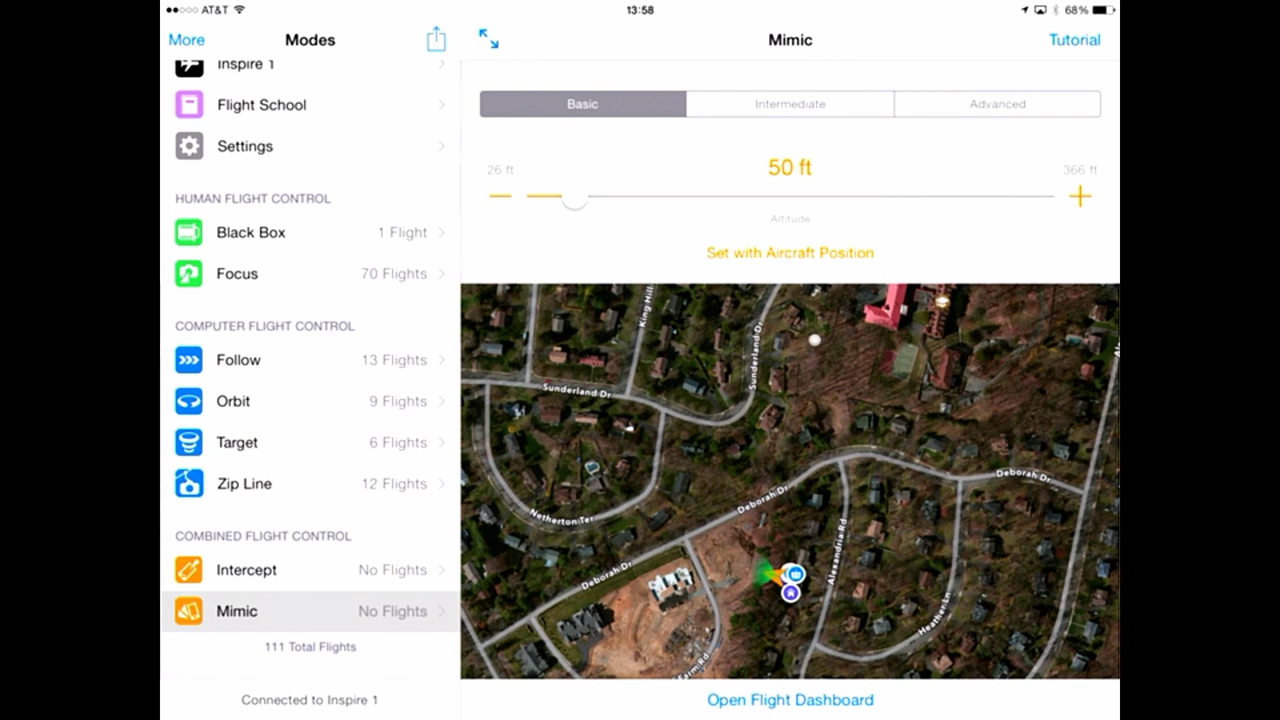 AT&T 13:58 68%
More Modes
Mimic Tutorial
Inspire 1
Flight School
Settings
HUMAN FLIGHT CONTROL
Black Box 1 Flight
Focus 70 Flights
COMPUTER FLIGHT CONTROL
Follow 13 Flights
Orbit 9 Flights
Target 6 Flights
Zip Line 12 Flights
COMBINED FLIGHT CONTROL
Intercept No Flights
Mimic No Flights
111 Total Flights
Connected to Inspire 1
Basic Intermediate Advanced
26 ft 50 ft 366 ft
Altitude
Set with Aircraft Position
King Hill
Sunderland Dr
Sunderland Dr
Deborah Dr
Deborah Dr
Netherton Ter
Alexandria Rd
Deborah Dr
Heather Ln
Farm Rd
Open Flight Dashboard